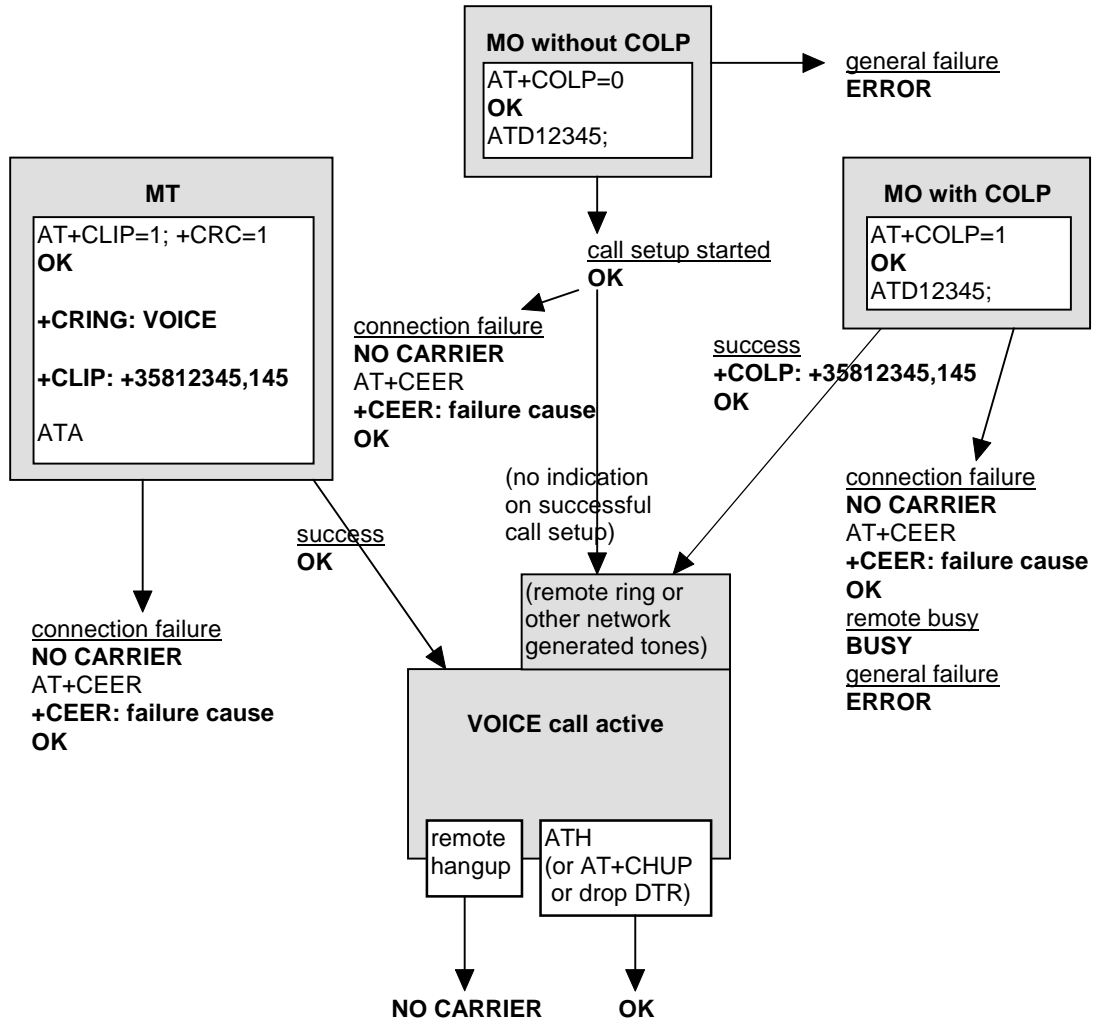 MO without COLP
AT+COLP=0
OK
ATD12345;
general failure
ERROR
MT
AT+CLIP=1; +CRC=1
OK
+CRING: VOICE
+CLIP: +35812345,145
ATA
MO with COLP
AT+COLP=1
OK
ATD12345;
call setup started
OK
connection failure
NO CARRIER
AT+CEER
+CEER: failure cause
OK
success
+COLP: +35812345,145
OK
(no indication
on successful
call setup)
success
OK
connection failure
NO CARRIER
AT+CEER
+CEER: failure cause
OK
remote busy
BUSY
general failure
ERROR
connection failure
NO CARRIER
AT+CEER
+CEER: failure cause
OK
(remote ring or
other network
generated tones)
VOICE call active
remote
hangup
ATH
(or AT+CHUP
or drop DTR)
NO CARRIER
OK